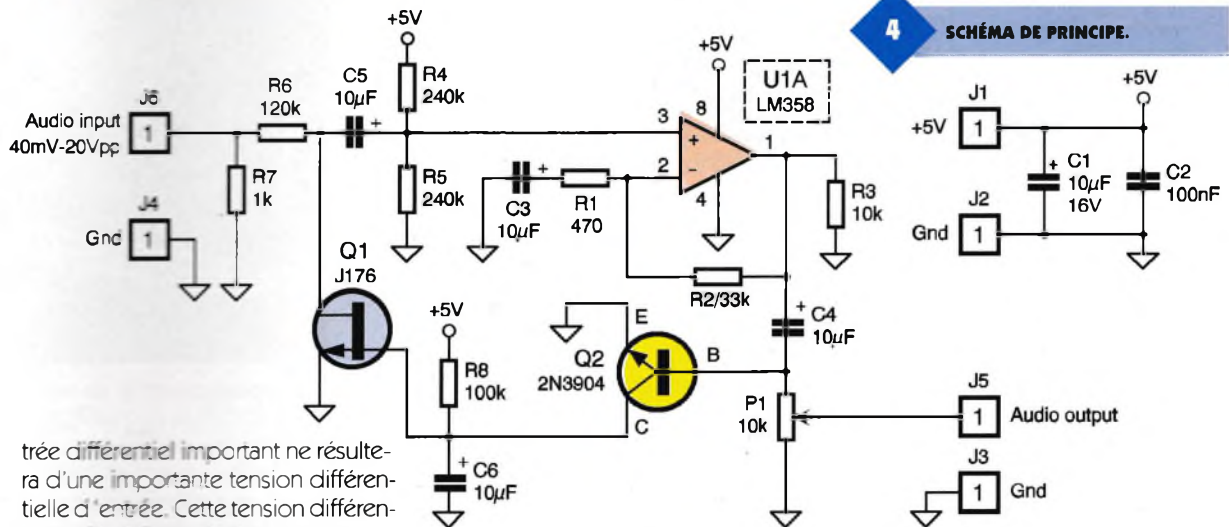 4 SCHÉMA DE PRINCIPE.
+5V
+5V
+5V
J6
R6
120k
C5
10µF
+
R4
240k
U1A
LM358
J1
Audio input
40mV-20Vpp
1
3
+
8
1
+5V
1
+
C1
10µF
16V
C2
100nF
2
-
4
R7
1k
R5
240k
+
C3
10µF
R1
470
R3
10k
J4
J2
Gnd
1
Gnd
1
Q1
J176
R2/33k
+5V
E
+
C4
10µF
R8
100k
Q2
2N3904
B
J5
P1
10k
1
Audio output
C
J3
+
C6
10µF
1
Gnd
trée différentiel important ne résulte-
ra d'une importante tension différen-
tielle d'entrée. Cette tension différen-